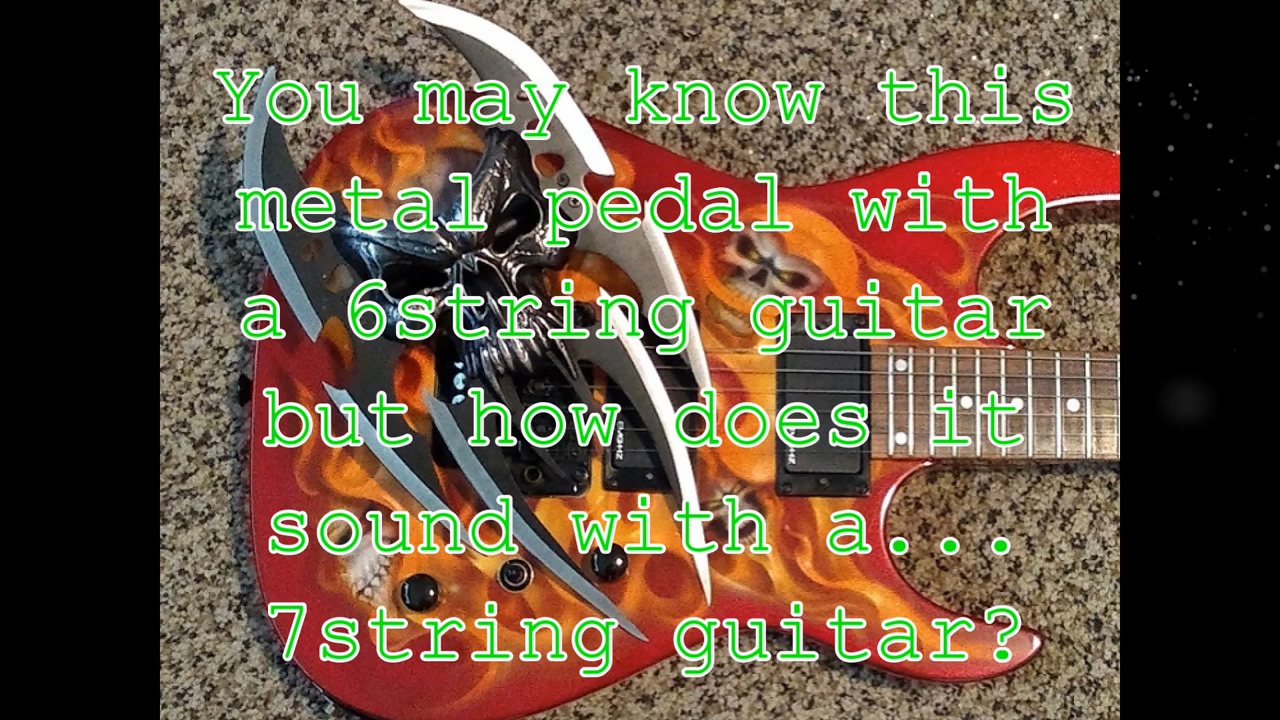 You may know this
metal pedal with
a 6string guitar
but how does it
sound with a...
7string guitar?